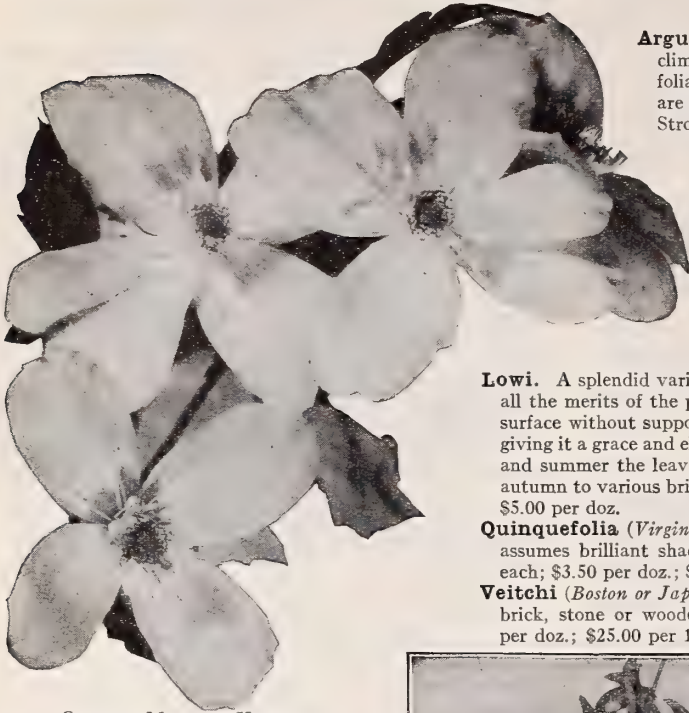 Argu
clim
folia
are
Stro
Lowi. A splendid vari
all the merits of the p
surface without suppo
giving it a grace and e
and summer the leav
autumn to various bri
$5.00 per doz.
Quinquefolia (Virgin
assumes brilliant sha
each; $3.50 per doz.; $
Veitchi (Boston or Jap
brick, stone or woode
per doz.; $25.00 per 1